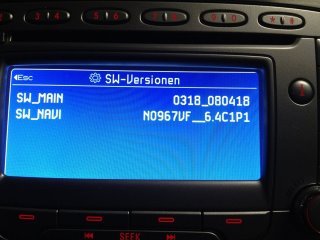 ◀Esc SW-Versionen
SW_MAIN 0318_080418
SW_NAVI N0967VF__6.4C1P1
SEEK